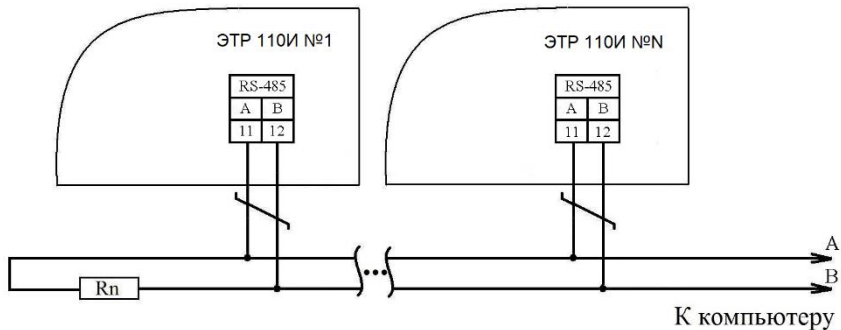 ЭТР 110И №1
ЭТР 110И №N
RS-485
A B
11 12
RS-485
A B
11 12
A
Rn
B
К компьютеру